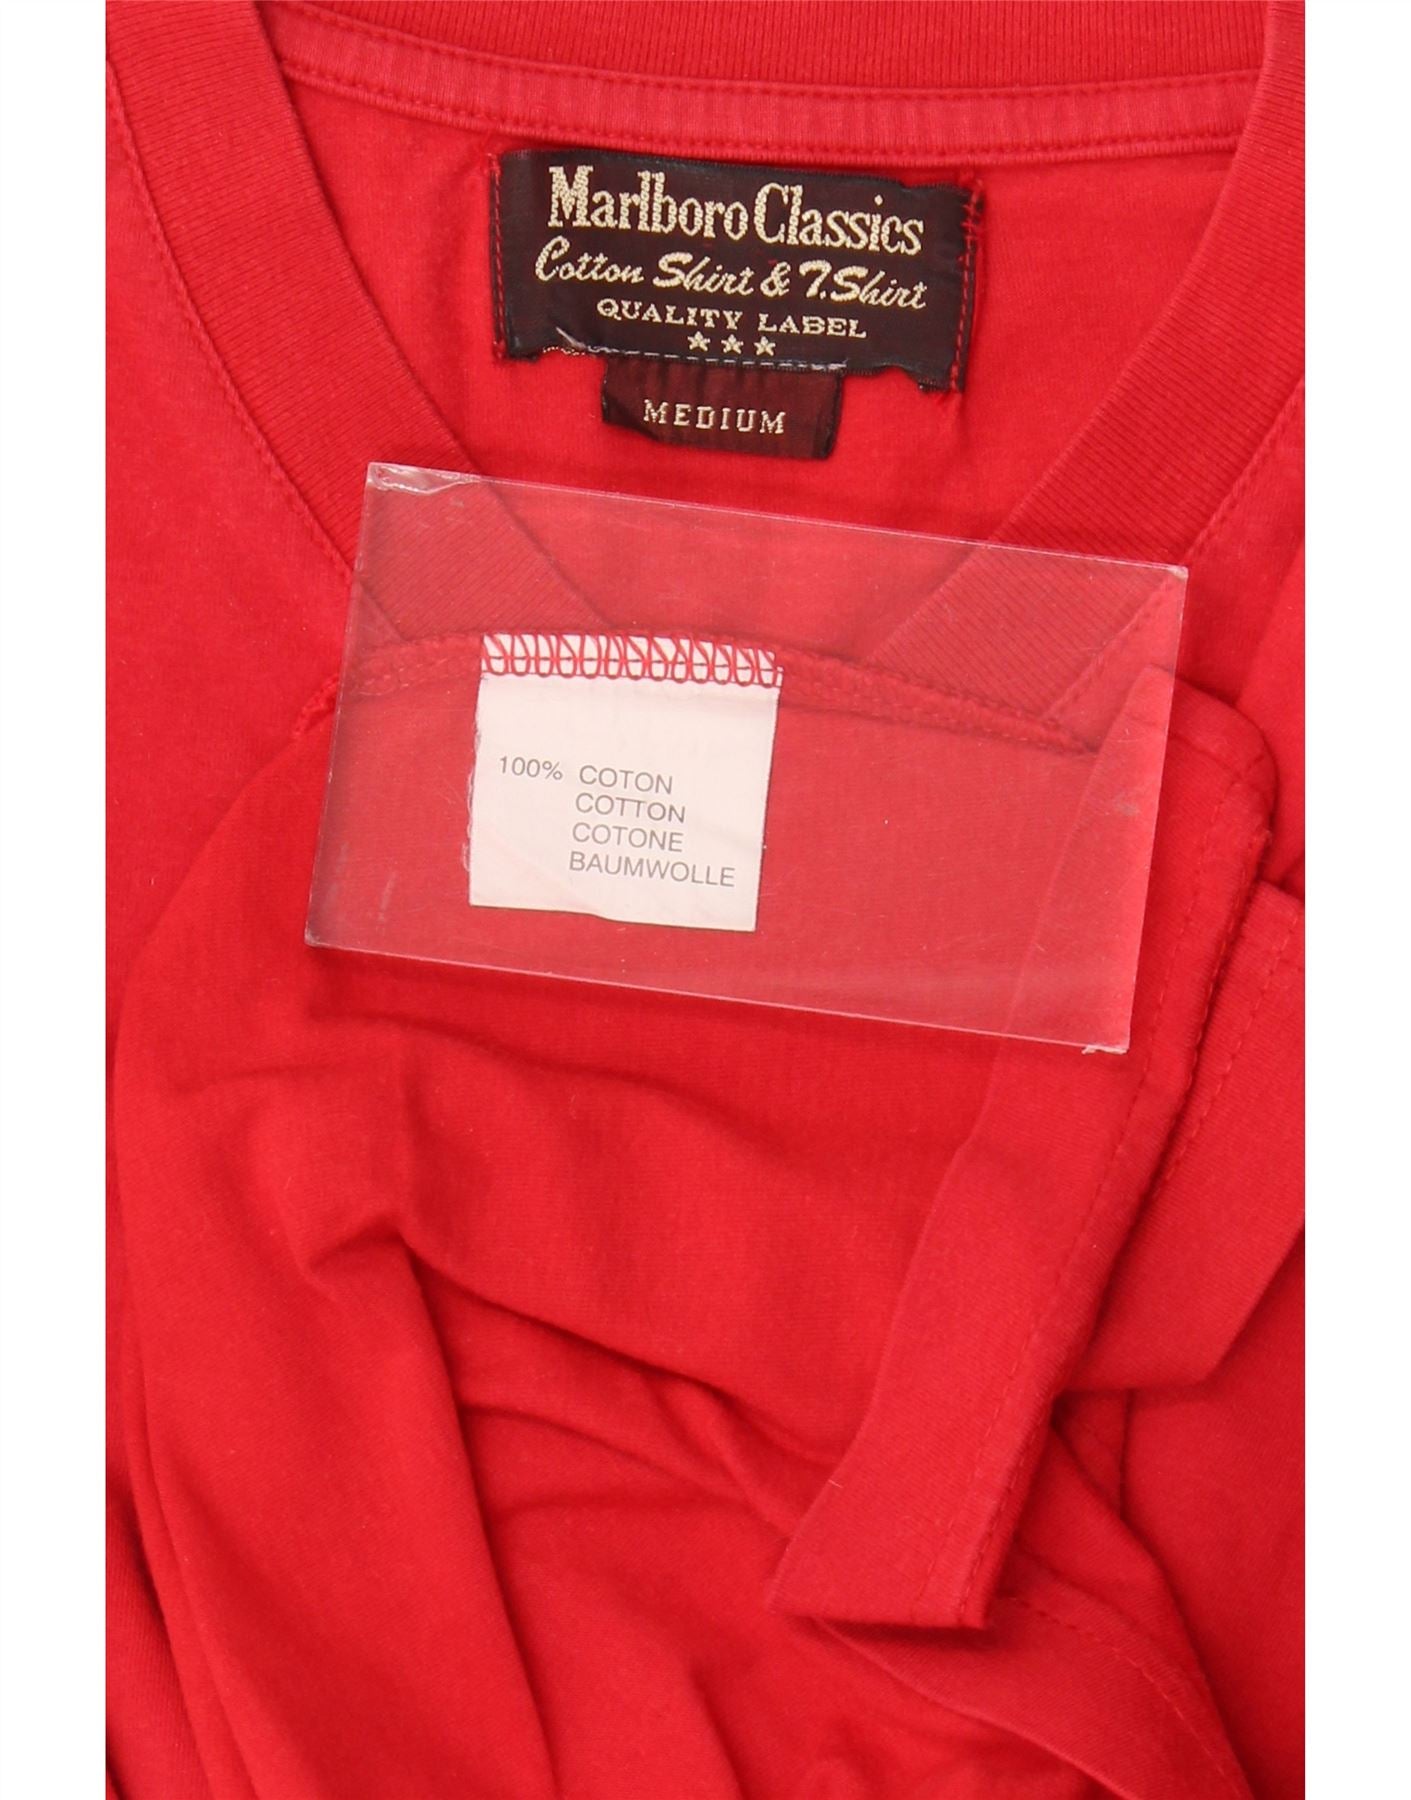 Marlboro Classics
Cotton Shirt & T.Shirt
QUALITY LABEL
MEDIUM
100% COTON
COTTON
COTONE
BAUMWOLLE